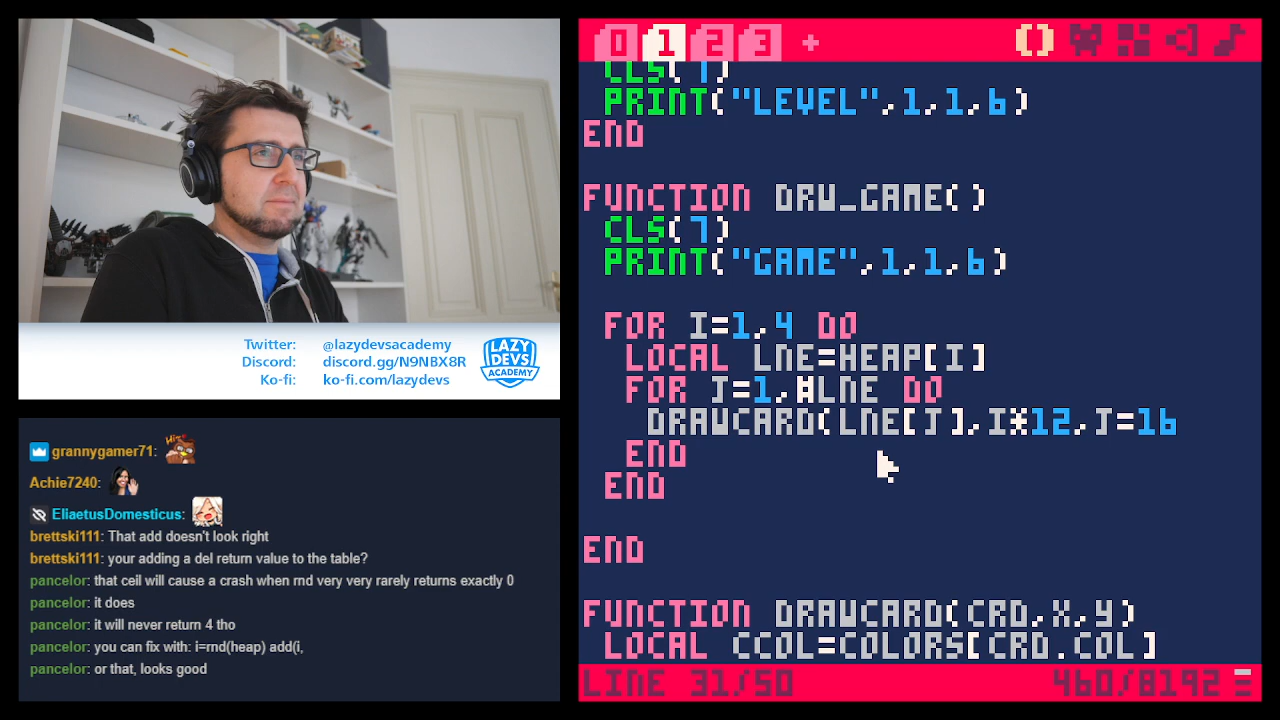 Twitter: @lazydevsacademy
Discord: discord.gg/N9NBX8R
Ko-fi: ko-fi.com/lazydevs
LAZY
DEVS
ACADEMY
grannygamer71:
Achie7240:
EliaetusDomesticus:
brettski111: That add doesn't look right
brettski111: your adding a del return value to the table?
pancelor: that ceil will cause a crash when rnd very very rarely returns exactly 0
pancelor: it does
pancelor: it will never return 4 tho
pancelor: you can fix with: i=rnd(heap) add(i,
pancelor: or that, looks good
0 1 2 3 +
CLS(7)
PRINT("LEVEL",1,1,6)
END
FUNCTION DRW_GAME()
CLS(7)
PRINT("GAME",1,1,6)
FOR I=1,4 DO
LOCAL LNE=HEAP[I]
FOR J=1,#LNE DO
DRAWCARD(LNE[J],I*12,J=16
END
END
END
FUNCTION DRAWCARD(CRD,X,Y)
LOCAL CCOL=COLORS[CRD.COL]
LINE 31/50 460/8192